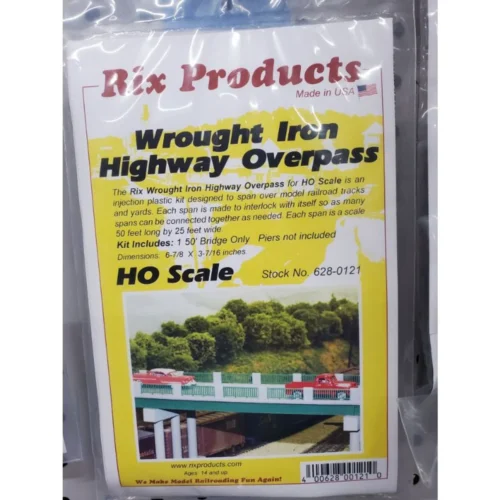 Rix Products
Made in USA
Wrought Iron
Highway Overpass
The Rix Wrought Iron Highway Overpass for HO Scale is an
injection plastic kit designed to span over model railroad tracks
and yards. Each span is made to interlock with itself so as many
spans can be connected together as needed. Each span is a scale
50 feet long by 25 feet wide
Kit Includes: 1 50' Bridge Only Piers not included
Dimensions: 6-7/8 X 3-7/16 inches.
HO Scale Stock No. 628-0121
www.rixproducts.com
Ages: 14 and up
We Make Model Railroading Fun Again!
4 00628 00121 0